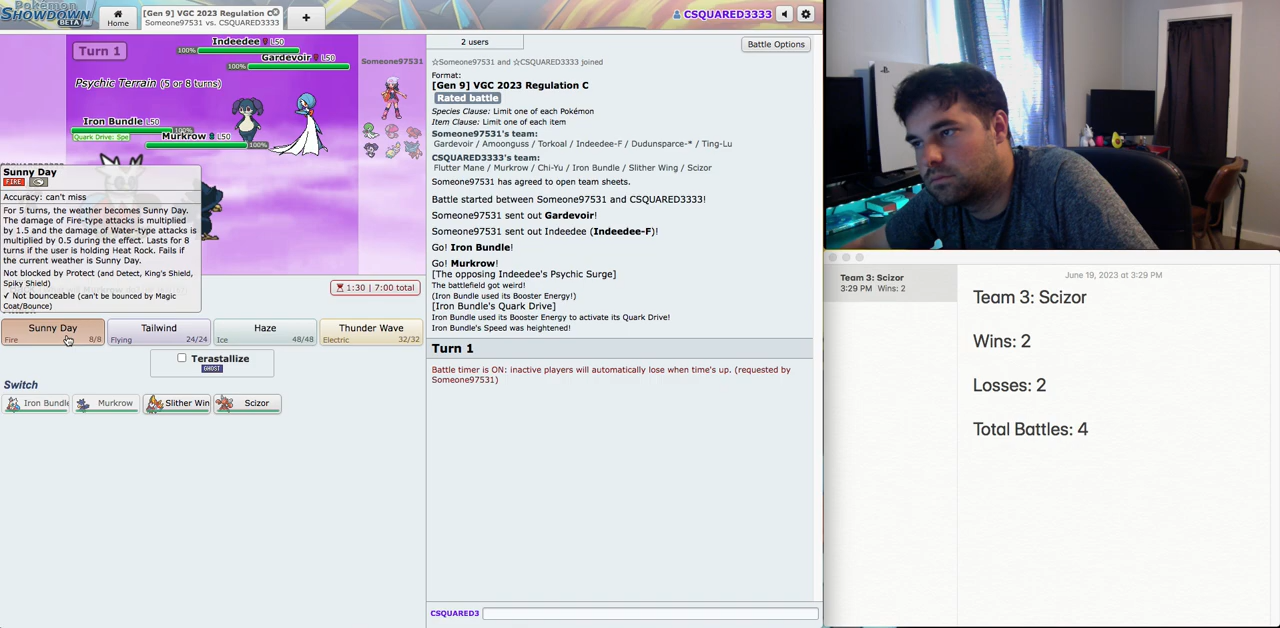 Pokémon
SHOWDOWN
BETA
Home
[Gen 9] VGC 2023 Regulation C
Someone97531 vs. CSQUARED3333
+
CSQUARED3333
Turn 1
Indeedee L50
100%
Gardevoir L50
100%
Psychic Terrain (5 or 8 turns)
Iron Bundle L50
100%
Quark Drive: Spe
Murkrow L50
100%
Someone97531
Sunny Day
FIRE
Accuracy: can't miss
For 5 turns, the weather becomes Sunny Day.
The damage of Fire-type attacks is multiplied
by 1.5 and the damage of Water-type attacks is
multiplied by 0.5 during the effect. Lasts for 8
turns if the user is holding Heat Rock. Fails if
the current weather is Sunny Day.
Not blocked by Protect (and Detect, King's Shield,
Spiky Shield)
✓ Not bounceable (can't be bounced by Magic
Coat/Bounce)
1:30 | 7:00 total
Sunny Day
Fire 8/8
Tailwind
Flying 24/24
Haze
Ice 48/48
Thunder Wave
Electric 32/32
Terastallize
GHOST
Switch
Iron Bundle
Murkrow
Slither Win
Scizor
2 users
Battle Options
☆Someone97531 and ☆CSQUARED3333 joined
Format:
[Gen 9] VGC 2023 Regulation C
Rated battle
Species Clause: Limit one of each Pokémon
Item Clause: Limit one of each item
Someone97531's team:
Gardevoir / Amoonguss / Torkoal / Indeedee-F / Dudunsparce-* / Ting-Lu
CSQUARED3333's team:
Flutter Mane / Murkrow / Chi-Yu / Iron Bundle / Slither Wing / Scizor
Someone97531 has agreed to open team sheets.
Battle started between Someone97531 and CSQUARED3333!
Someone97531 sent out Gardevoir!
Someone97531 sent out Indeedee (Indeedee-F)!
Go! Iron Bundle!
Go! Murkrow!
[The opposing Indeedee's Psychic Surge]
The battlefield got weird!
(Iron Bundle used its Booster Energy!)
[Iron Bundle's Quark Drive]
Iron Bundle used its Booster Energy to activate its Quark Drive!
Iron Bundle's Speed was heightened!
Turn 1
Battle timer is ON: inactive players will automatically lose when time's up. (requested by
Someone97531)
CSQUARED3
Team 3: Scizor
3:29 PM Wins: 2
June 19, 2023 at 3:29 PM
Team 3: Scizor
Wins: 2
Losses: 2
Total Battles: 4